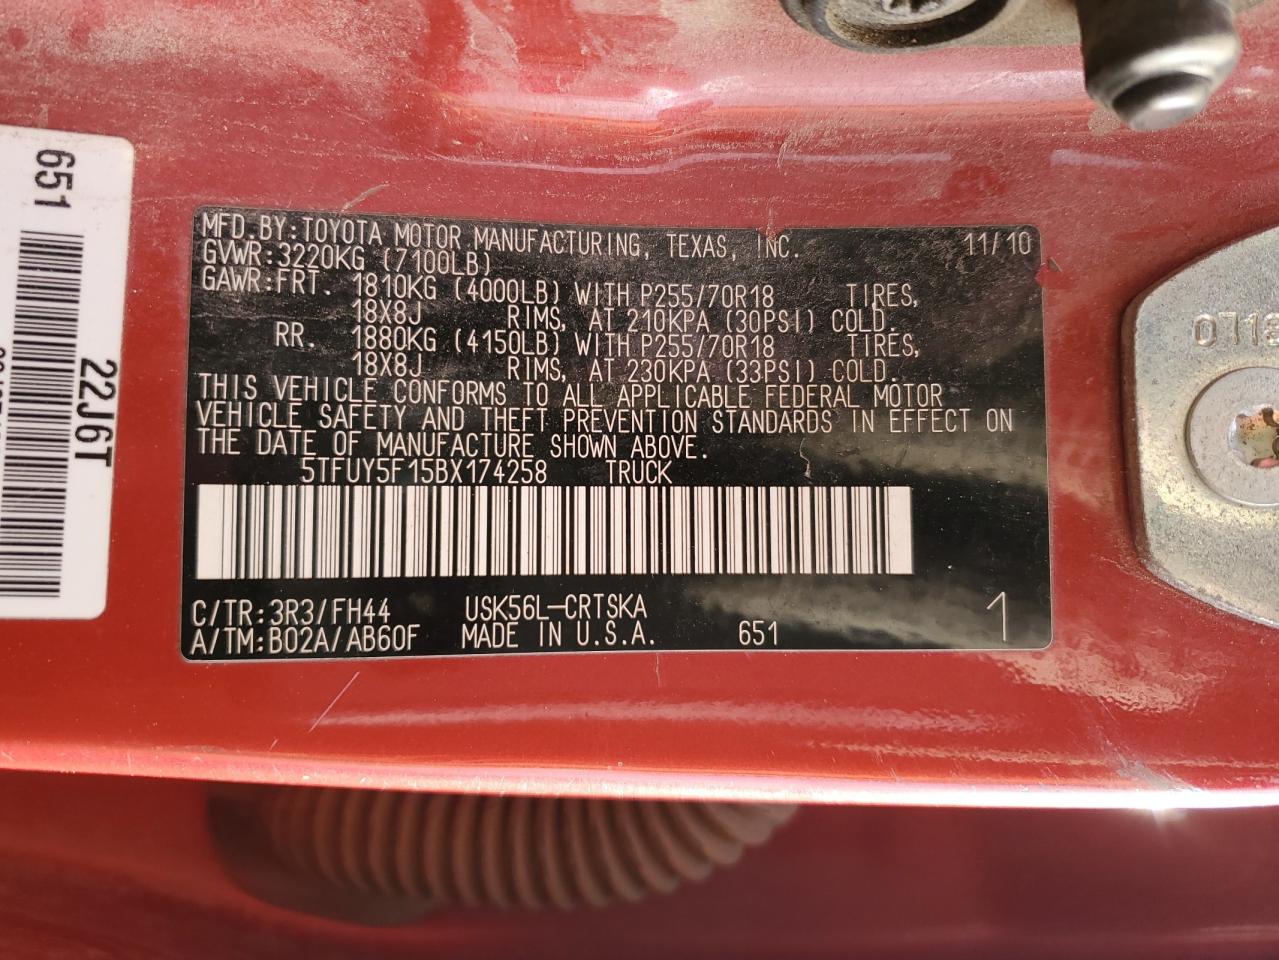 651
22J6T
MFD.BY:TOYOTA MOTOR MANUFACTURING, TEXAS, INC. 11/10
GVWR:3220KG (7100LB)
GAWR:FRT. 1810KG (4000LB) WITH P255/70R18 TIRES,
18X8J RIMS, AT 210KPA (30PSI) COLD.
RR. 1880KG (4150LB) WITH P255/70R18 TIRES,
18X8J RIMS, AT 230KPA (33PSI) COLD.
THIS VEHICLE CONFORMS TO ALL APPLICABLE FEDERAL MOTOR
VEHICLE SAFETY AND THEFT PREVENTION STANDARDS IN EFFECT ON
THE DATE OF MANUFACTURE SHOWN ABOVE.
5TFUY5F15BX174258 TRUCK
C/TR:3R3/FH44 USK56L-CRTSKA
A/TM:B02A/AB60F MADE IN U.S.A. 651 1